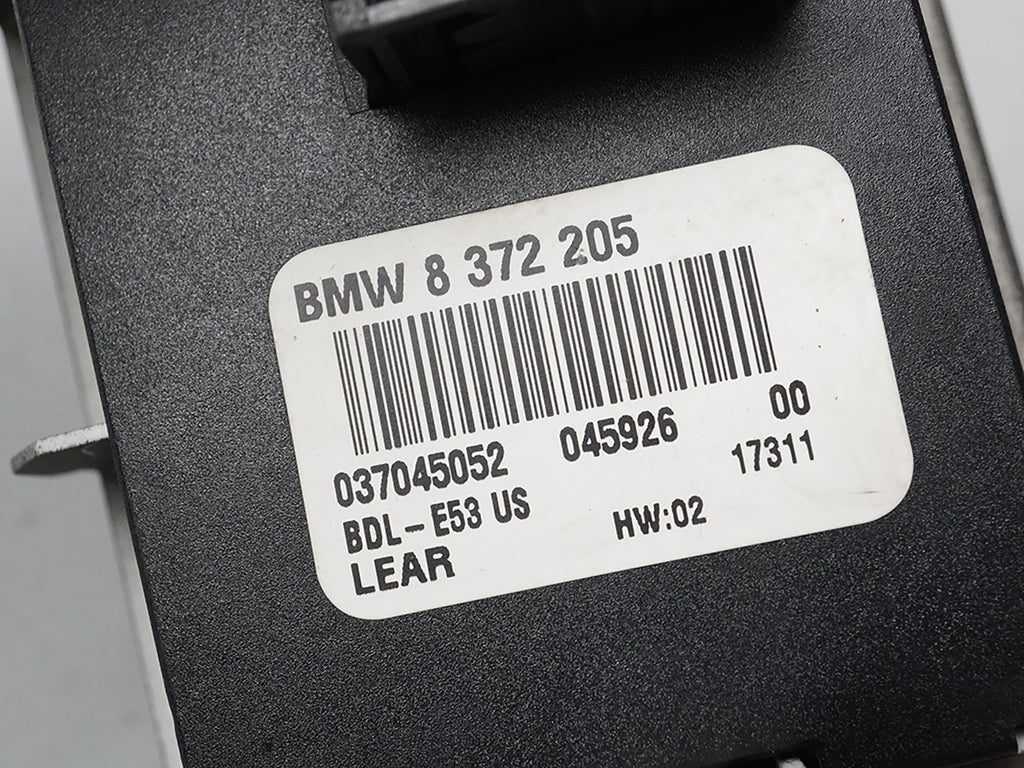 BMW 8 372 205
037045052 045926 00
BDL-E53 US HW:02 17311
LEAR